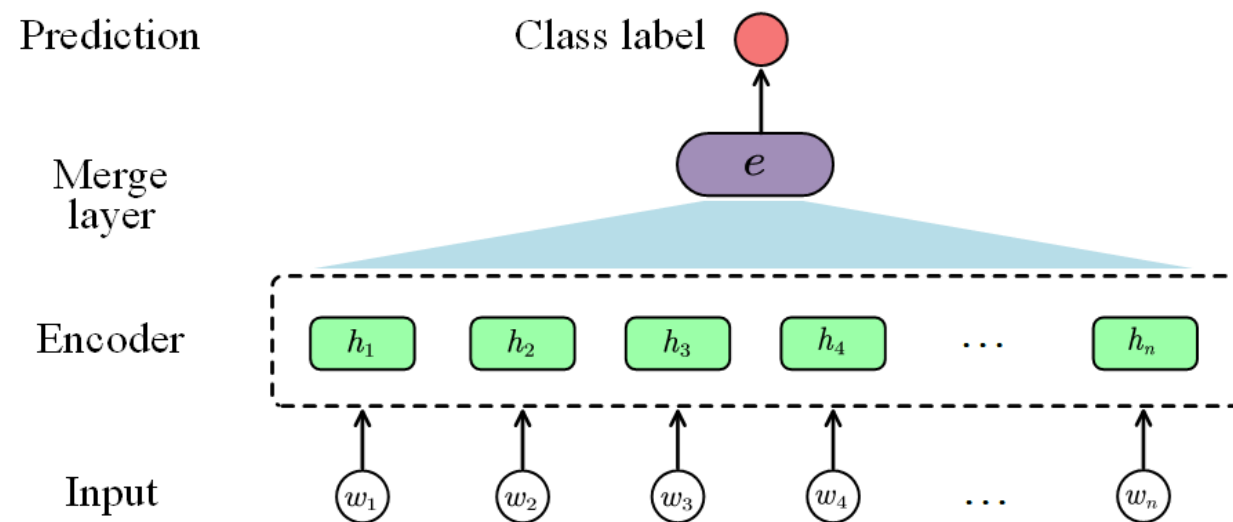 Prediction
Class label
e
Merge
layer
Encoder
h₁ h₂ h₃ h₄ ... hₙ
Input
w₁ w₂ w₃ w₄ ... wₙ